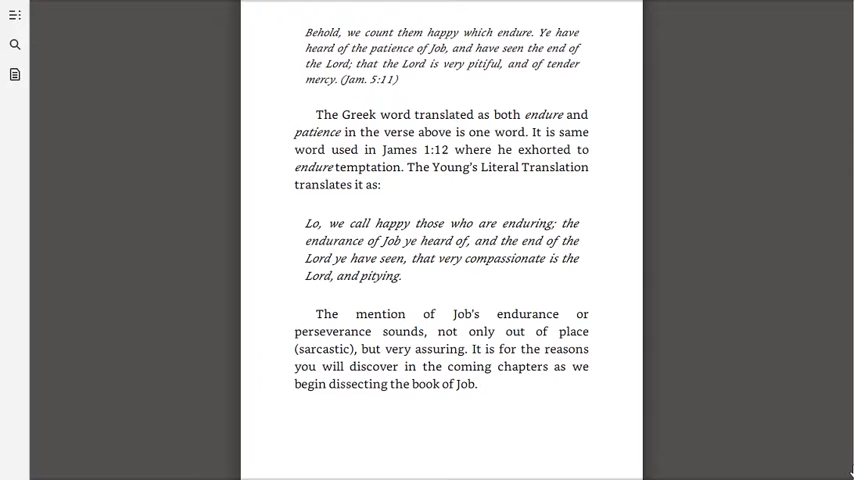 Behold, we count them happy which endure. Ye have
heard of the patience of Job, and have seen the end of
the Lord; that the Lord is very pitiful, and of tender
mercy. (Jam. 5:11)
The Greek word translated as both endure and
patience in the verse above is one word. It is same
word used in James 1:12 where he exhorted to
endure temptation. The Young's Literal Translation
translates it as:
Lo, we call happy those who are enduring; the
endurance of Job ye heard of, and the end of the
Lord ye have seen, that very compassionate is the
Lord, and pitying.
The mention of Job's endurance or
perseverance sounds, not only out of place
(sarcastic), but very assuring. It is for the reasons
you will discover in the coming chapters as we
begin dissecting the book of Job.